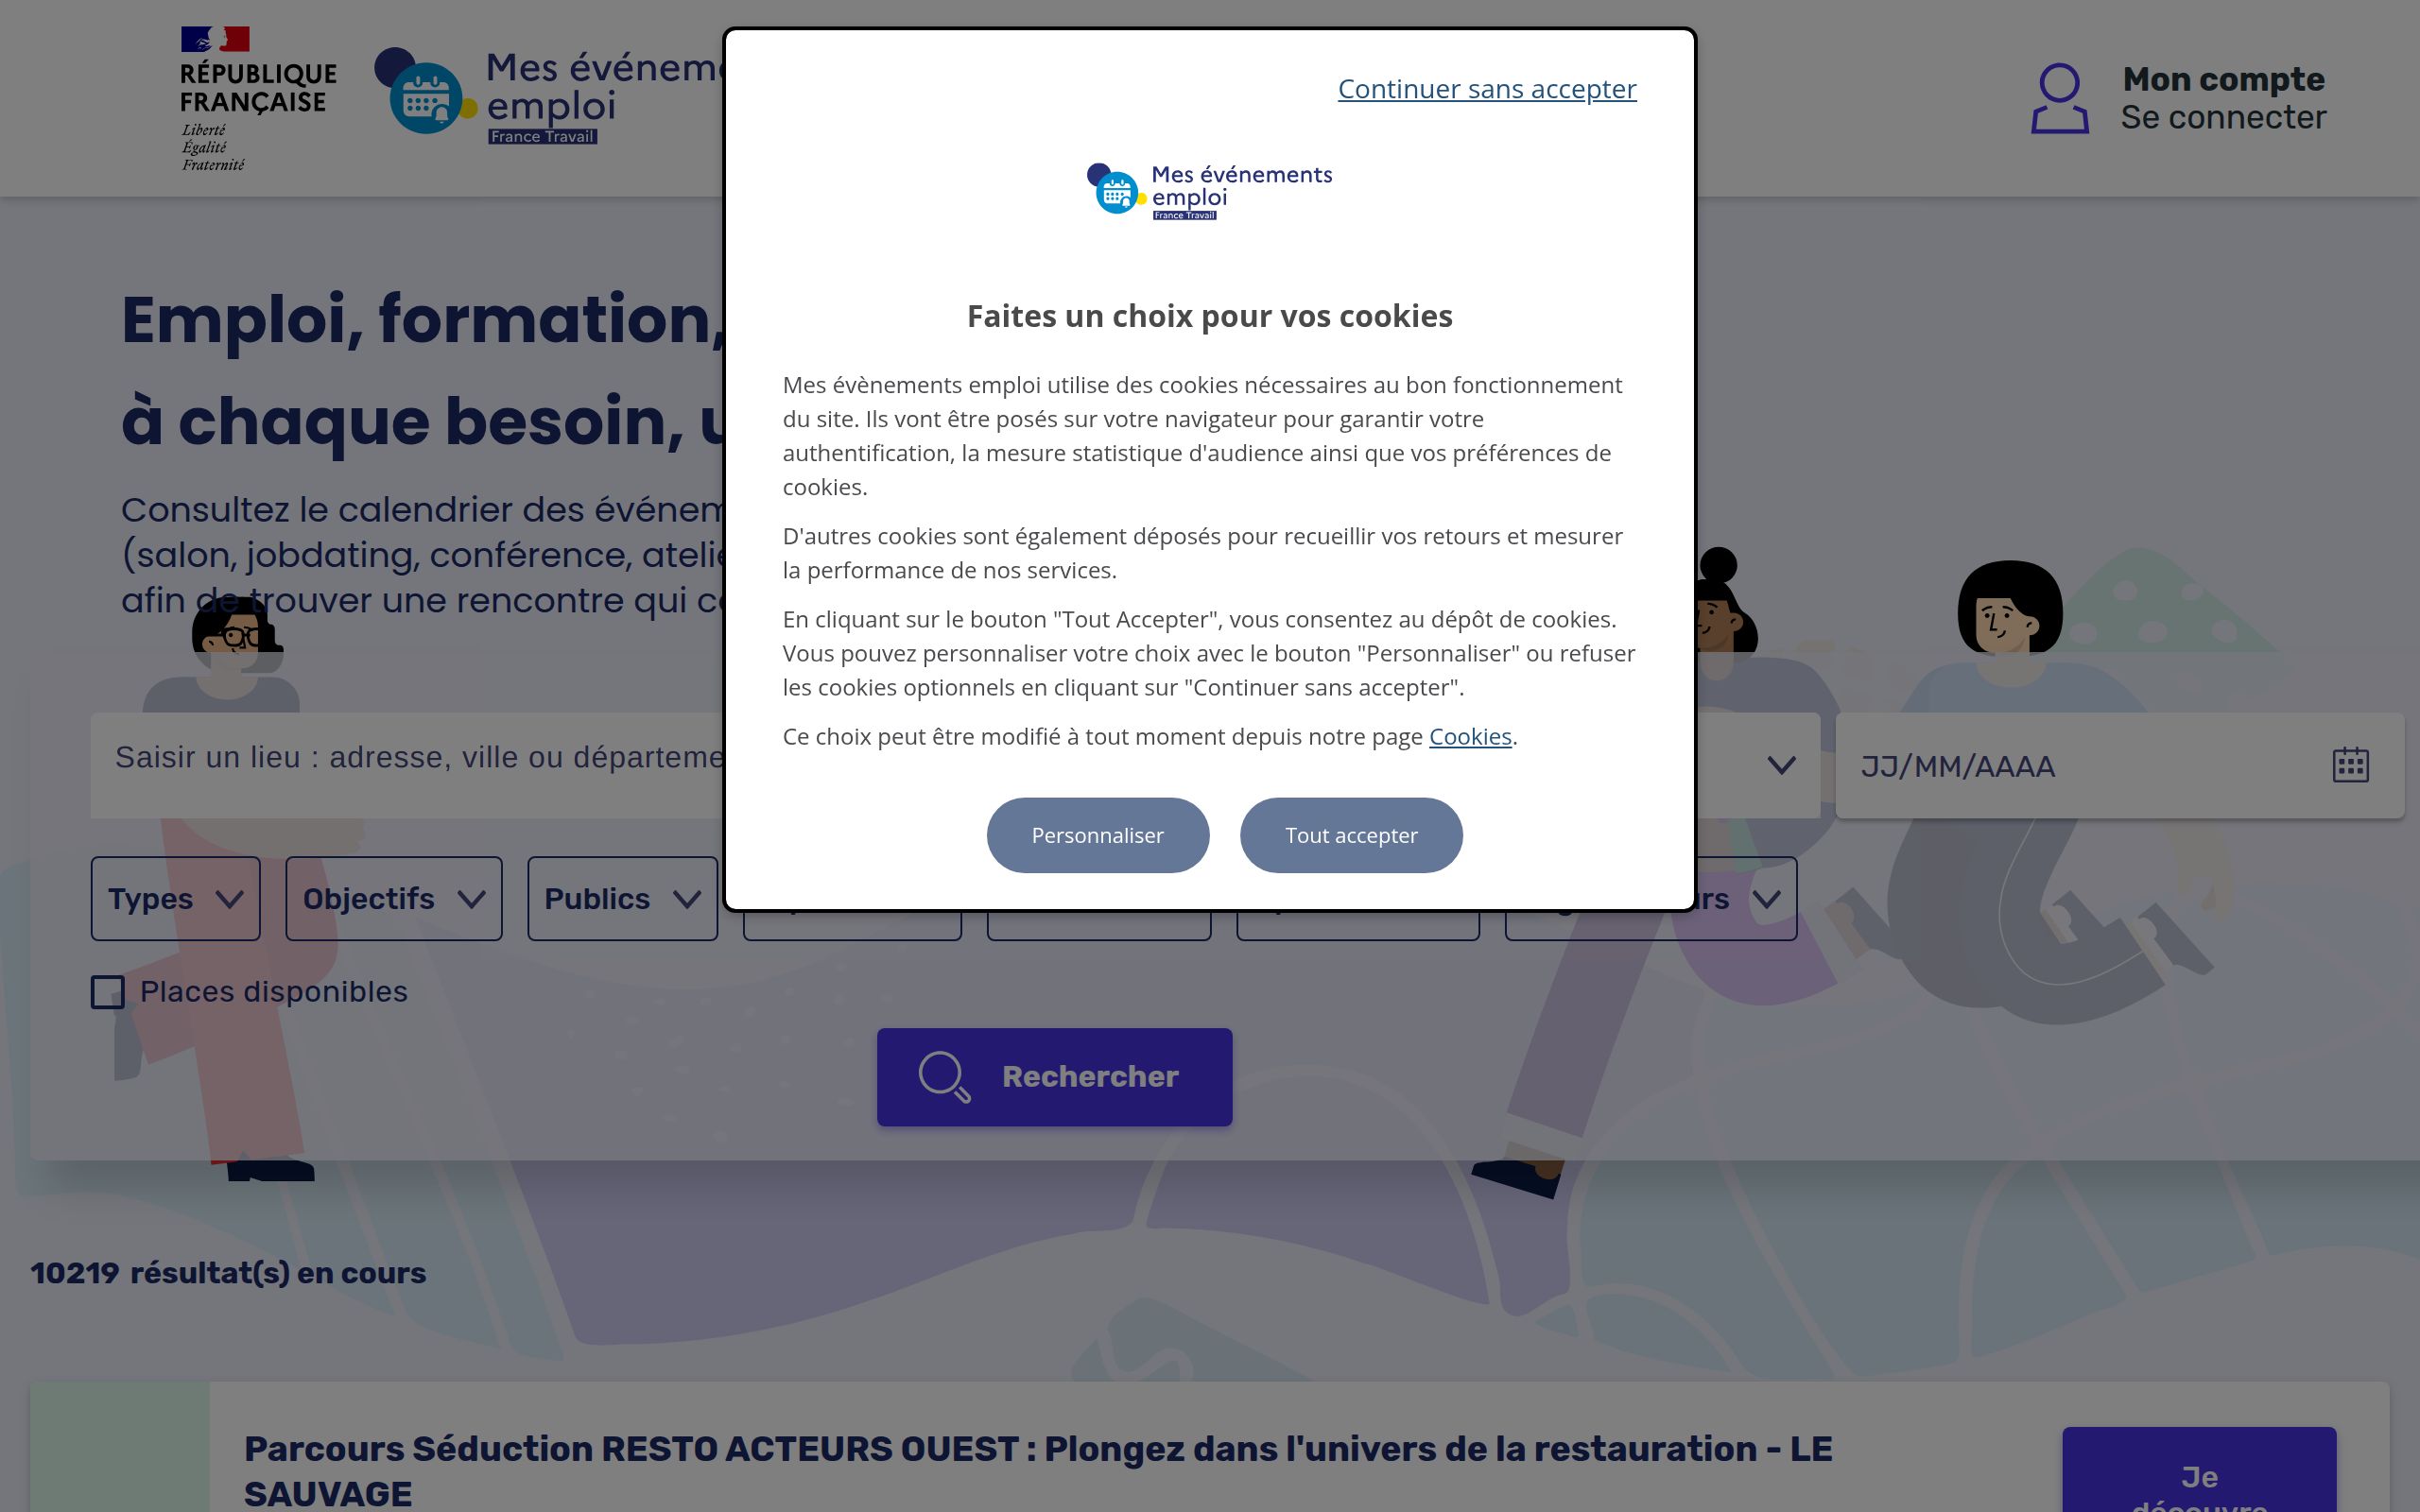 RÉPUBLIQUE
FRANÇAISE
Liberté
Égalité
Fraternité
Mes événem
emploi
France Travail
Mon compte
Se connecter
Continuer sans accepter
Mes événements
emploi
France Travail
Emploi, formation,
à chaque besoin, u
Consultez le calendrier des événem
(salon, jobdating, conférence, atelie
afin de trouver une rencontre qui c
Faites un choix pour vos cookies
Mes évènements emploi utilise des cookies nécessaires au bon fonctionnement
du site. Ils vont être posés sur votre navigateur pour garantir votre
authentification, la mesure statistique d'audience ainsi que vos préférences de
cookies.
D'autres cookies sont également déposés pour recueillir vos retours et mesurer
la performance de nos services.
En cliquant sur le bouton "Tout Accepter", vous consentez au dépôt de cookies.
Vous pouvez personnaliser votre choix avec le bouton "Personnaliser" ou refuser
les cookies optionnels en cliquant sur "Continuer sans accepter".
Ce choix peut être modifié à tout moment depuis notre page Cookies.
Personnaliser
Tout accepter
Saisir un lieu : adresse, ville ou départeme
JJ/MM/AAAA
Types
Objectifs
Publics
urs
Places disponibles
Rechercher
10219 résultat(s) en cours
Parcours Séduction RESTO ACTEURS OUEST : Plongez dans l'univers de la restauration - LE
SAUVAGE
Je
découvre